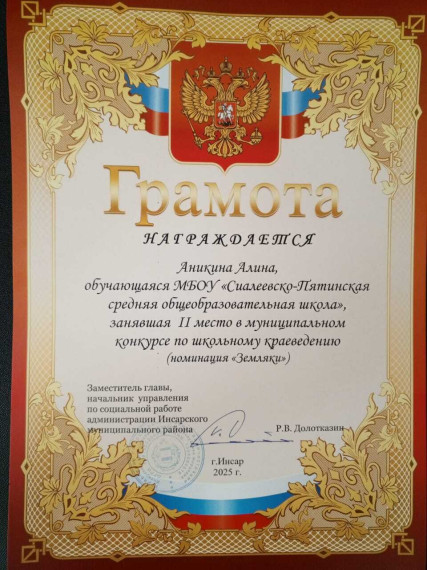 Грамота
НАГРАЖДАЕТСЯ
Аникина Алина,
обучающаяся МБОУ «Сиалеевско-Пятинская
средняя общеобразовательная школа»,
занявшая II место в муниципальном
конкурсе по школьному краеведению
(номинация «Земляки»)
Заместитель главы,
начальник управления
по социальной работе
администрации Инсарского
муниципального района
Р.В. Долотказин
г.Инсар
2025 г.